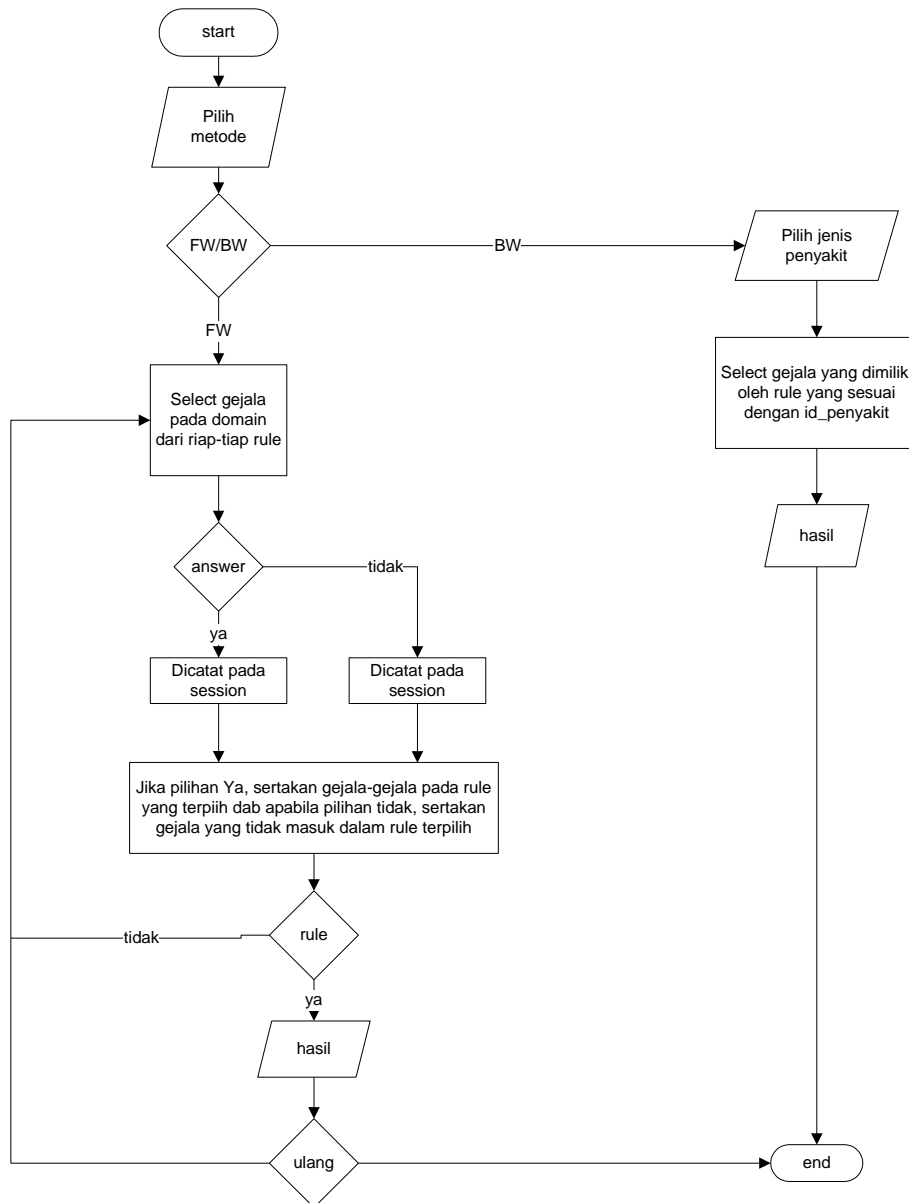 start
Pilih
metode
FW/BW
BW
Pilih jenis
penyakit
FW
Select gejala
pada domain
dari riap-tiap rule
Select gejala yang dimilik
oleh rule yang sesuai
dengan id_penyakit
hasil
answer
tidak
ya
Dicatat pada
session
Dicatat pada
session
Jika pilihan Ya, sertakan gejala-gejala pada rule
yang terpiih dab apabila pilihan tidak, sertakan
gejala yang tidak masuk dalam rule terpilih
rule
tidak
ya
hasil
ulang
end